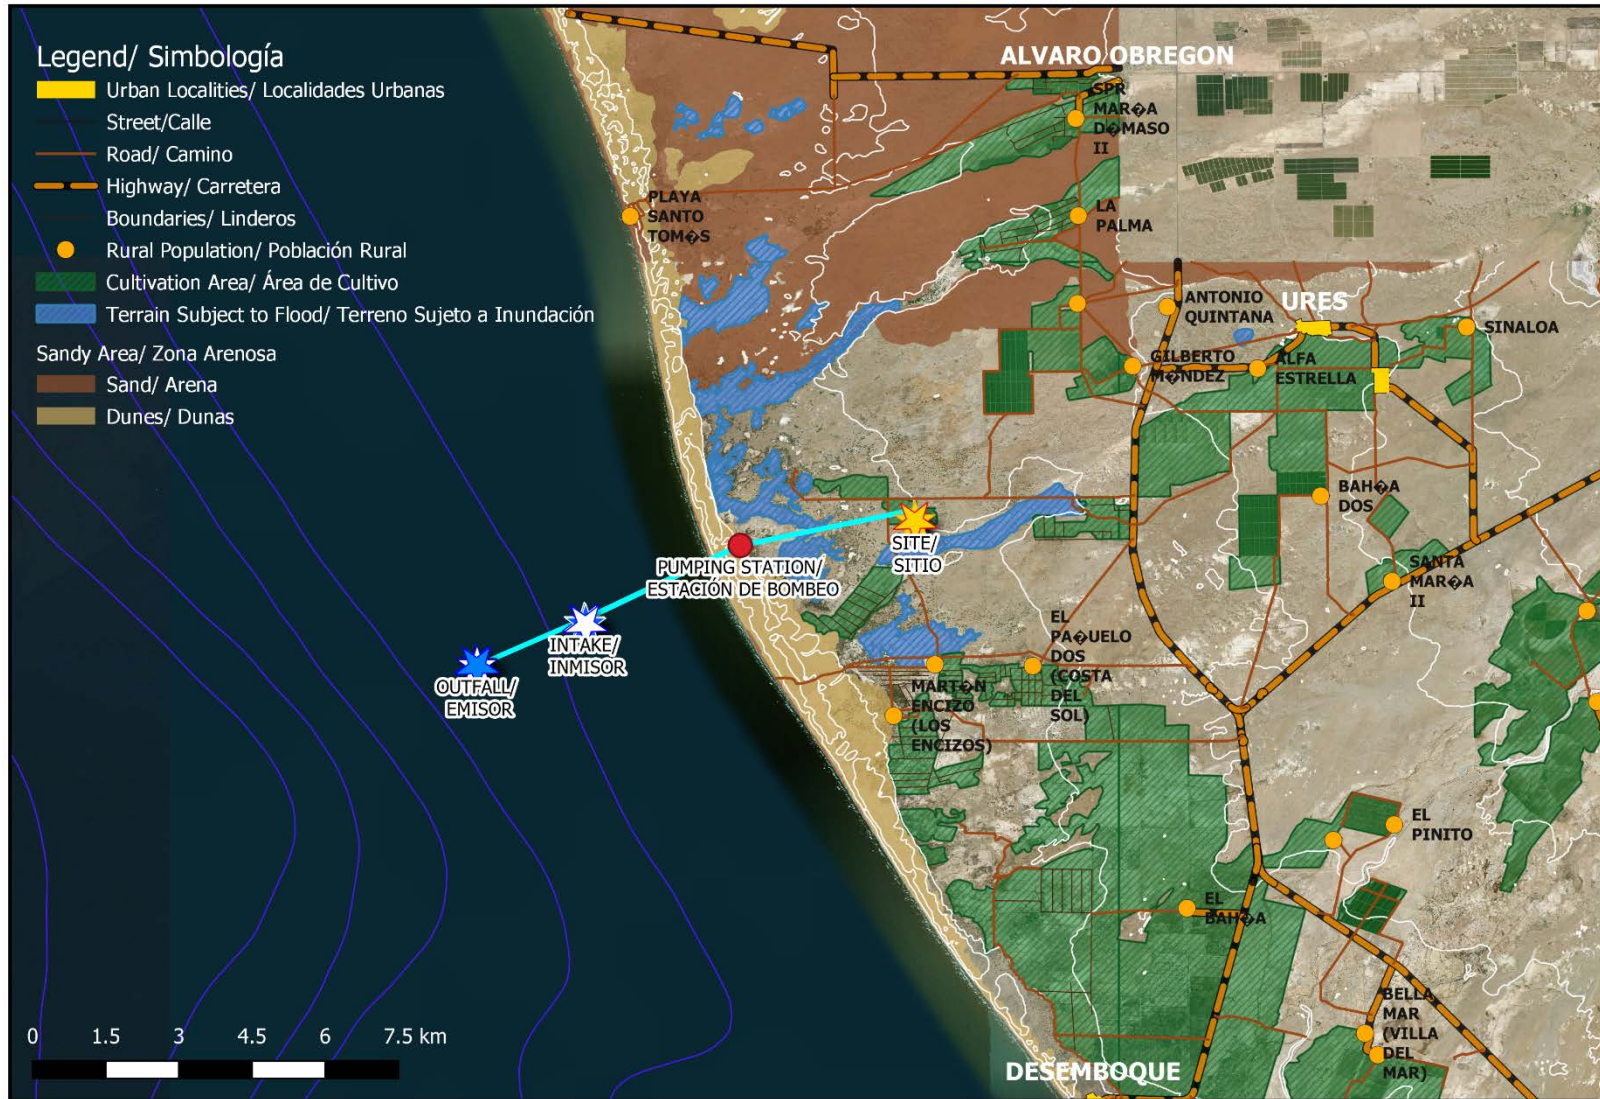 Legend/ Simbología
Urban Localities/ Localidades Urbanas
Street/Calle
Road/ Camino
Highway/ Carretera
Boundaries/ Linderos
Rural Population/ Población Rural
Cultivation Area/ Área de Cultivo
Terrain Subject to Flood/ Terreno Sujeto a Inundación
Sandy Area/ Zona Arenosa
Sand/ Arena
Dunes/ Dunas
ALVARO OBREGON
SPR
MAR�A
D�MASO
II
PLAYA
SANTO
TOM�S
LA
PALMA
ANTONIO
QUINTANA
URES
SINALOA
GILBERTO
M�NDEZ
ALFA
ESTRELLA
BAH�A
DOS
SITE/
SITIO
PUMPING STATION/
ESTACIÓN DE BOMBEO
SANTA
MAR�A
II
INTAKE/
INMISOR
OUTFALL/
EMISOR
EL
PA�UELO
DOS
(COSTA
DEL
SOL)
MART�N
ENCIZO
(LOS
ENCIZOS)
EL
PINITO
EL
BAH�A
BELLA
MAR
(VILLA
DEL
MAR)
DESEMBOQUE
0 1.5 3 4.5 6 7.5 km